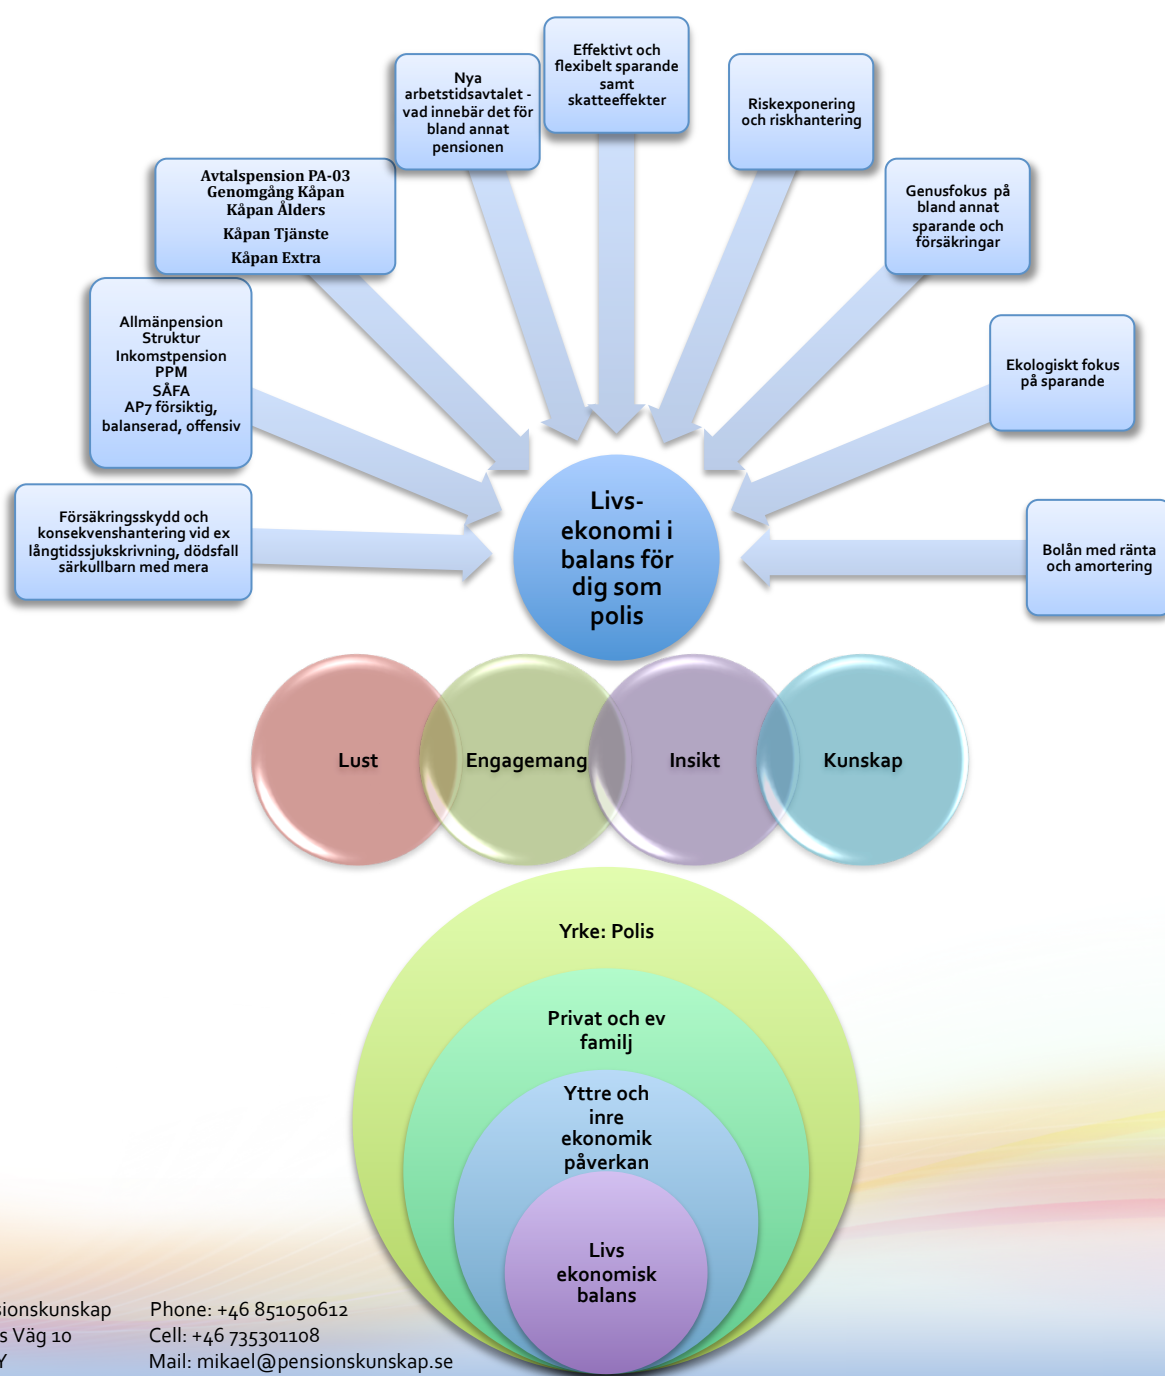 Effektivt och
flexibelt sparande
samt
skatteeffekter
Nya
arbetstidsavtalet -
vad innebär det för
bland annat
pensionen
Riskexponering
och riskhantering
Avtalspension PA-03
Genomgång Kåpan
Kåpan Ålders
Kåpan Tjänste
Kåpan Extra
Genusfokus på
bland annat
sparande och
försäkringar
Allmänpension
Struktur
Inkomstpension
PPM
SÅFA
AP7 försiktig,
balanserad, offensiv
Ekologiskt fokus
på sparande
Försäkringsskydd och
konsekvenshantering vid ex
långtidssjukskrivning, dödsfall
särkullbarn med mera
Bolån med ränta
och amortering
Livs-
ekonomi i
balans för
dig som
polis
Lust
Engagemang
Insikt
Kunskap
Yrke: Polis
Privat och ev
familj
Yttre och
inre
ekonomik
påverkan
Livs
ekonomisk
balans
sionskunskap Phone: +46 851050612
s Väg 10 Cell: +46 735301108
Y Mail: mikael@pensionskunskap.se